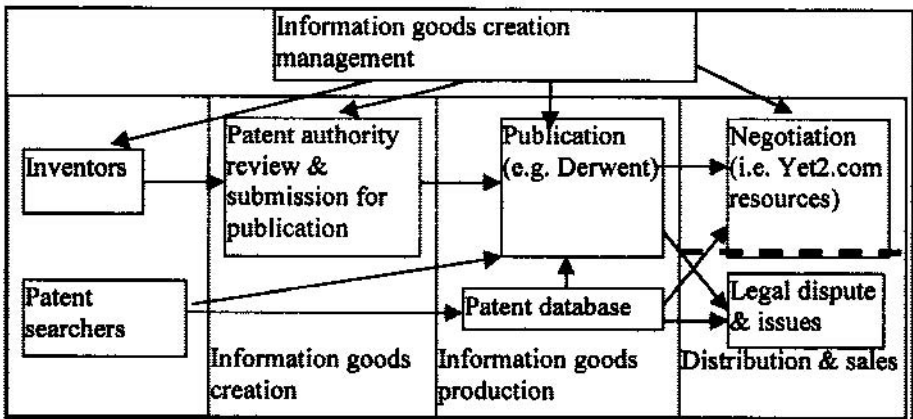 Information goods creation
management
Inventors
Patent authority
review &
submission for
publication
Publication
(e.g. Derwent)
Negotiation
(i.e. Yet2.com
resources)
Patent
searchers
Patent database
Legal dispute
& issues
Information goods
creation
Information goods
production
Distribution & sales